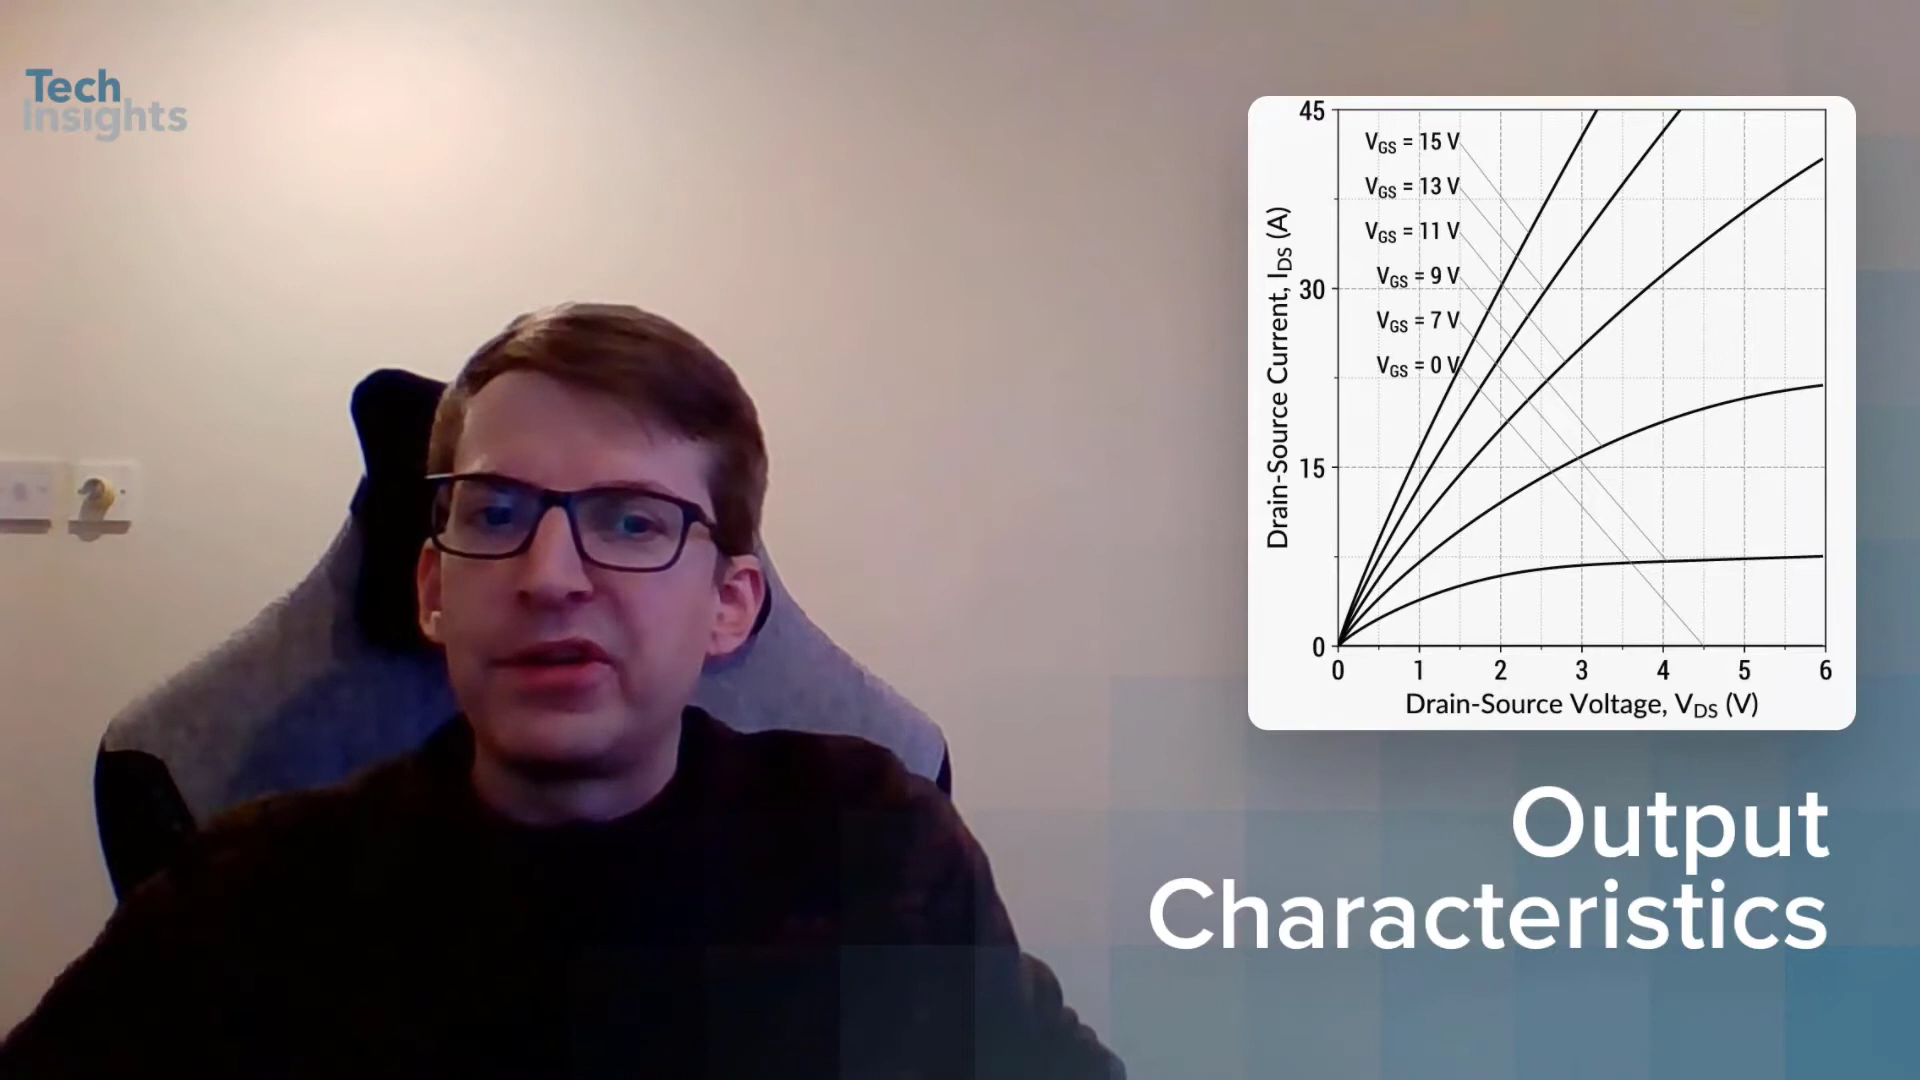 Tech
Insights
45
30
15
0
Drain-Source Current, IDS (A)
VGS = 15 V
VGS = 13 V
VGS = 11 V
VGS = 9 V
VGS = 7 V
VGS = 0 V
0 1 2 3 4 5 6
Drain-Source Voltage, VDS (V)
Output
Characteristics